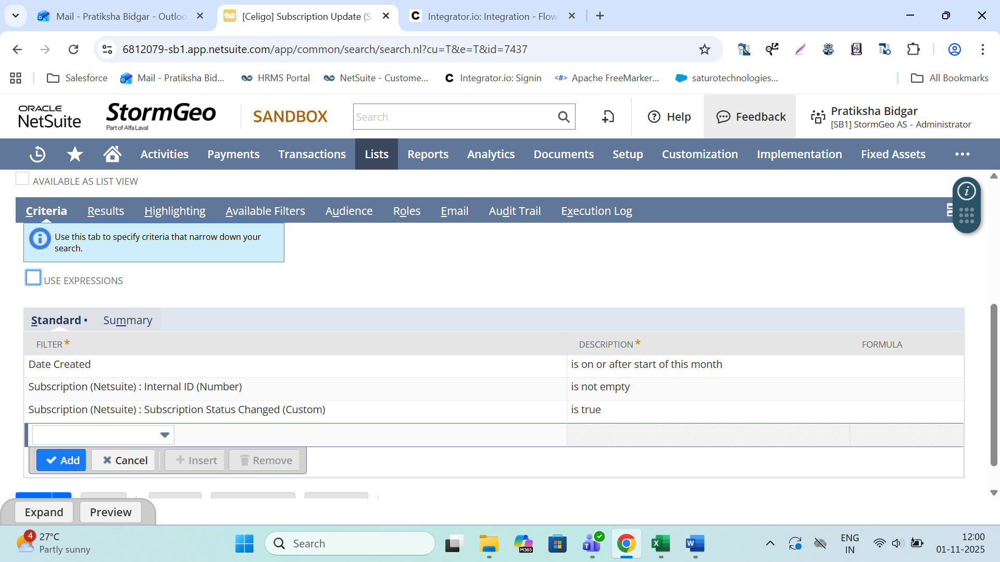 Mail - Pratiksha Bidgar - Outloo
[Celigo] Subscription Update (S
Integrator.io: Integration - Flow
6812079-sb1.app.netsuite.com/app/common/search/search.nl?cu=T&e=T&id=7437
Salesforce
Mail - Pratiksha Bid...
HRMS Portal
NetSuite - Custome...
Integrator.io: Signin
Apache FreeMarker...
saturotechnologies...
All Bookmarks
ORACLE
NetSuite
StormGeo
Part of Alfa Laval
SANDBOX
Search
Help
Feedback
Pratiksha Bidgar
[SB1] StormGeo AS - Administrator
Activities
Payments
Transactions
Lists
Reports
Analytics
Documents
Setup
Customization
Implementation
Fixed Assets
AVAILABLE AS LIST VIEW
Criteria
Results
Highlighting
Available Filters
Audience
Roles
Email
Audit Trail
Execution Log
Use this tab to specify criteria that narrow down your
search.
USE EXPRESSIONS
Standard •
Summary
FILTER *
DESCRIPTION *
FORMULA
Date Created
is on or after start of this month
Subscription (Netsuite) : Internal ID (Number)
is not empty
Subscription (Netsuite) : Subscription Status Changed (Custom)
is true
Add
Cancel
Insert
Remove
Expand
Preview
4
27°C
Partly sunny
Search
M365
ENG
IN
12:00
01-11-2025